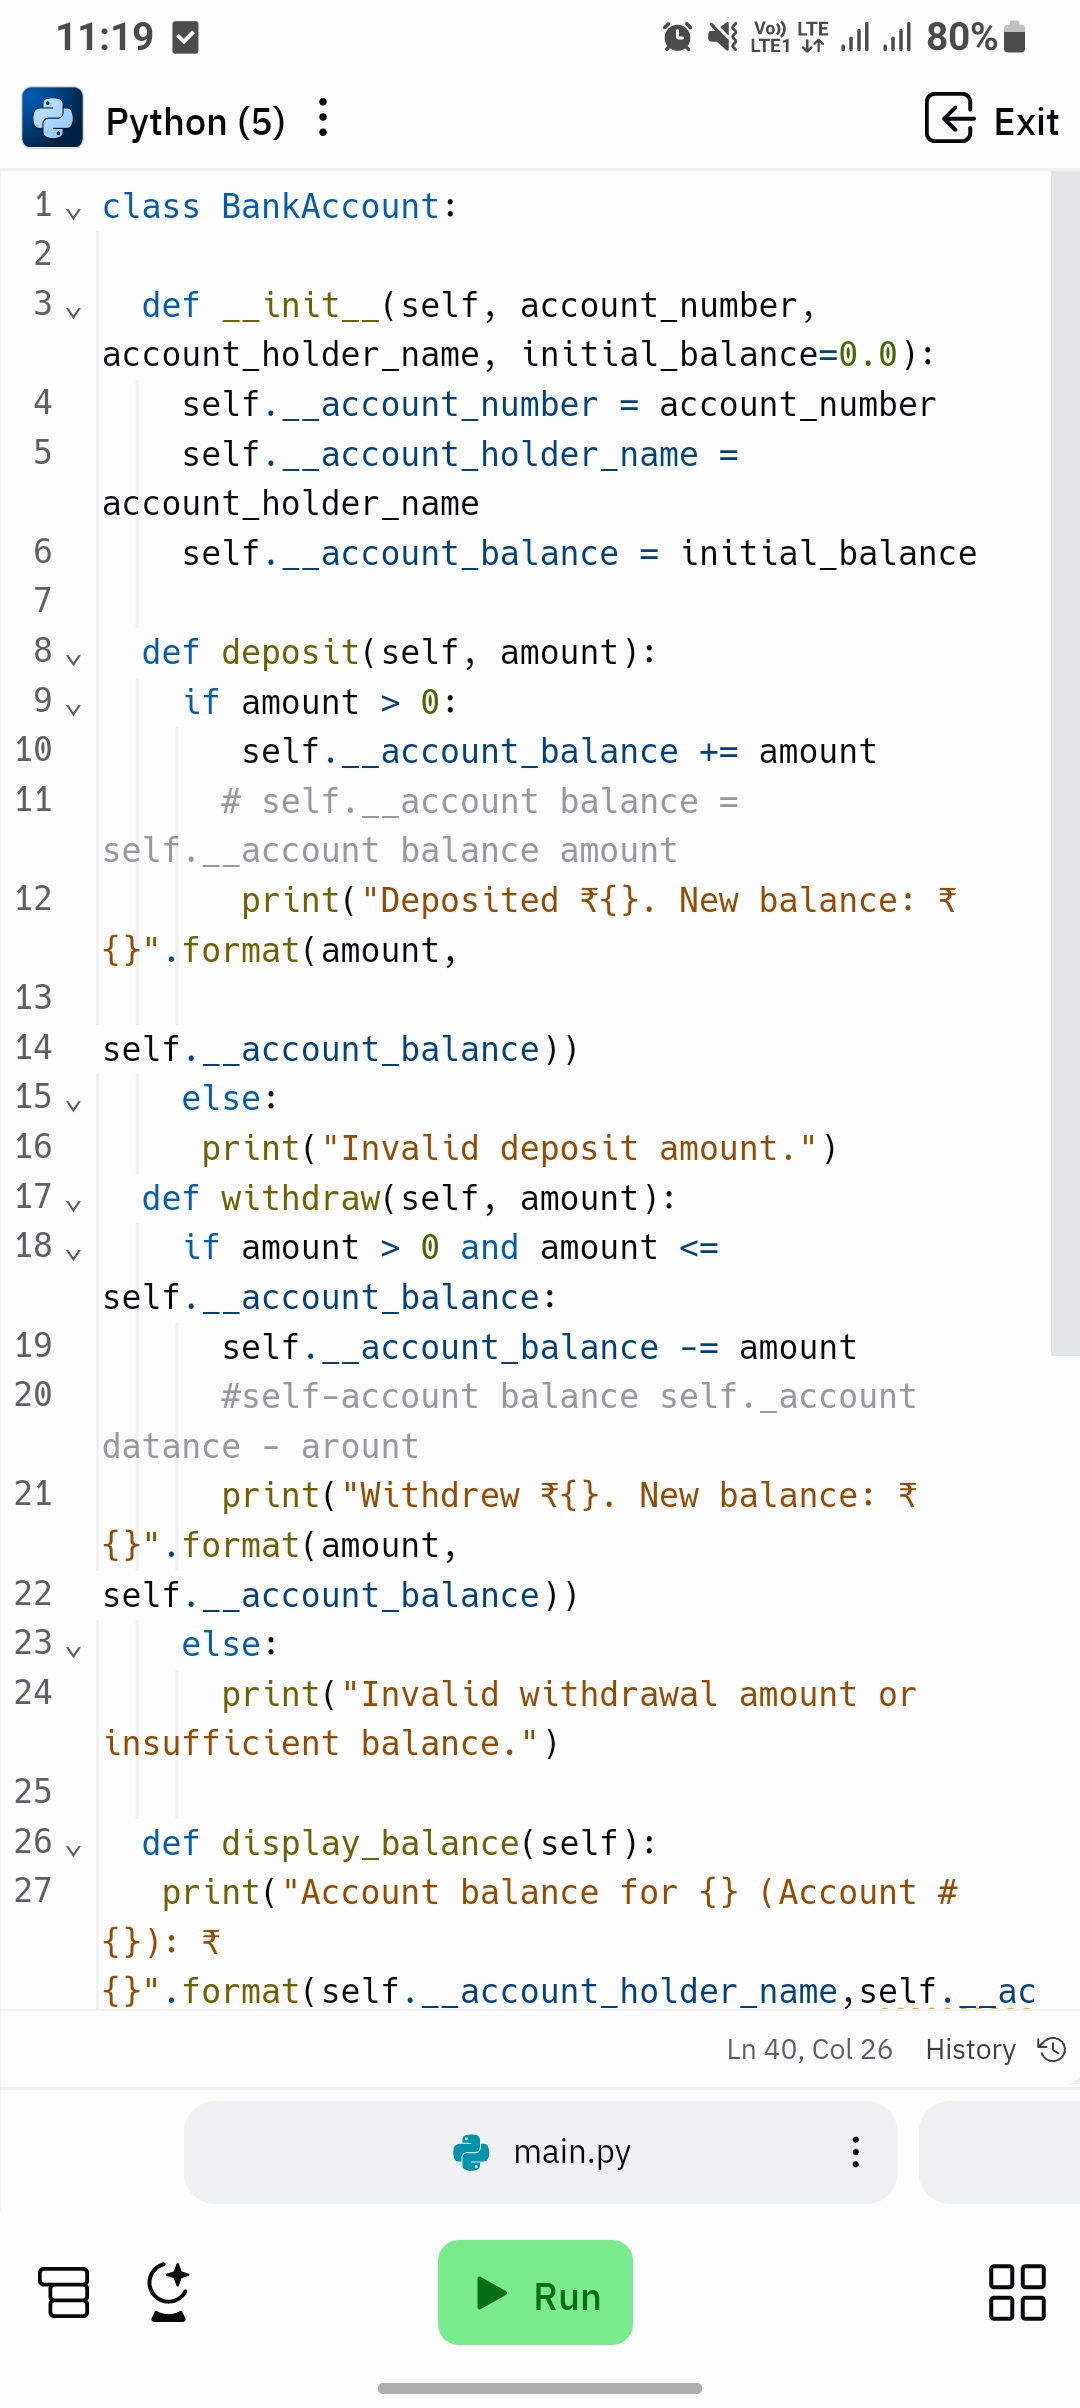 11:19
Vo)) LTE1 LTE 80%
Python (5) Exit
1 class BankAccount:
2
3 def __init__(self, account_number,
account_holder_name, initial_balance=0.0):
4 self.__account_number = account_number
5 self.__account_holder_name =
account_holder_name
6 self.__account_balance = initial_balance
7
8 def deposit(self, amount):
9 if amount > 0:
10 self.__account_balance += amount
11 # self.__account balance =
self.__account balance amount
12 print("Deposited ₹{}. New balance: ₹
{}".format(amount,
13
14 self.__account_balance))
15 else:
16 print("Invalid deposit amount.")
17 def withdraw(self, amount):
18 if amount > 0 and amount <=
self.__account_balance:
19 self.__account_balance -= amount
20 #self-account balance self._account
datance - arount
21 print("Withdrew ₹{}. New balance: ₹
{}".format(amount,
22 self.__account_balance))
23 else:
24 print("Invalid withdrawal amount or
insufficient balance.")
25
26 def display_balance(self):
27 print("Account balance for {} (Account #
{}): ₹
{}".format(self.__account_holder_name,self.__ac
Ln 40, Col 26 History
main.py
Run